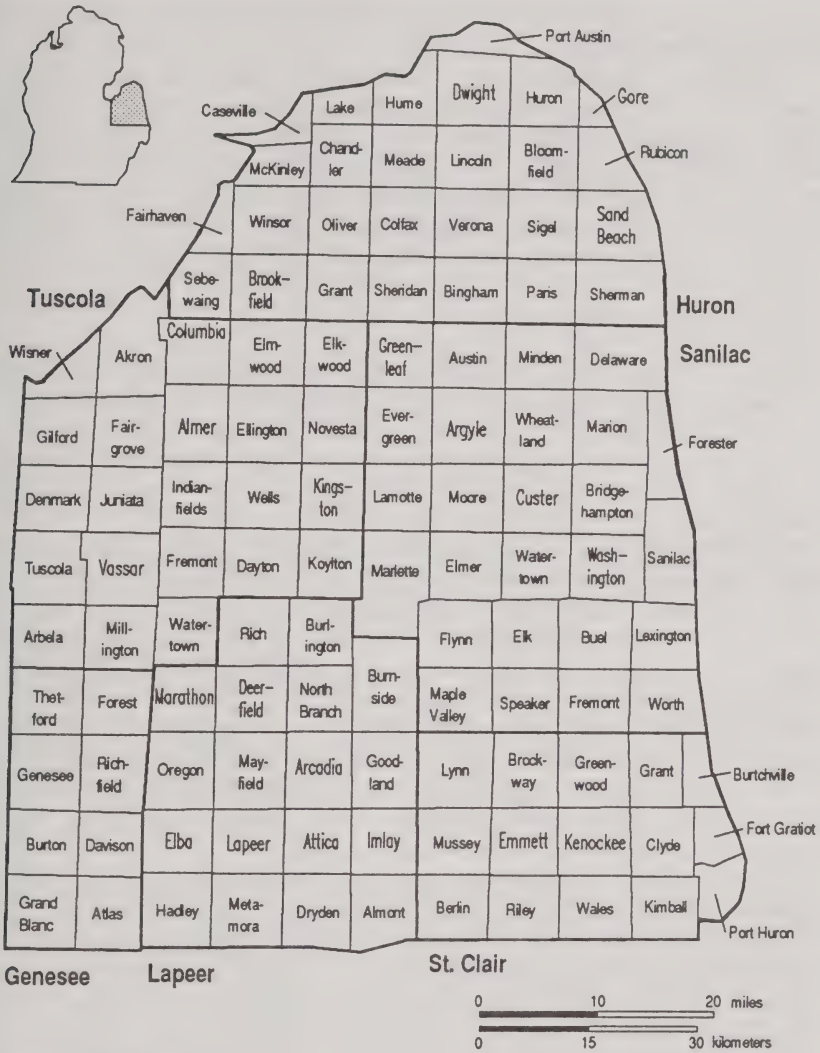 Port Austin
Caseville
Lake
Hume
Dwight
Huron
Gore
McKinley
Chand-
ler
Meade
Lincoln
Bloom-
field
Rubicon
Fairhaven
Winsor
Oliver
Colfax
Verona
Sigel
Sand
Beach
Tuscola
Sebe-
waing
Brook-
field
Grant
Sheridan
Bingham
Paris
Sherman
Huron
Wisner
Akron
Columbia
Elm-
wood
Elk-
wood
Green-
leaf
Austin
Minden
Delaware
Sanilac
Gilford
Fair-
grove
Almer
Ellington
Novesta
Ever-
green
Argyle
Wheat-
land
Marion
Forester
Denmark
Juniata
Indian-
fields
Wells
Kings-
ton
Lamotte
Moore
Custer
Bridge-
hampton
Tuscola
Vassar
Fremont
Dayton
Koylton
Marlette
Elmer
Water-
town
Wash-
ington
Sanilac
Arbela
Mill-
ington
Water-
town
Rich
Burl-
ington
Flynn
Elk
Buel
Lexington
Thet-
ford
Forest
Marathon
Deer-
field
North
Branch
Burn-
side
Maple
Valley
Speaker
Fremont
Worth
Genesee
Rich-
field
Oregon
May-
field
Arcadia
Good-
land
Lynn
Brock-
way
Green-
wood
Grant
Burtchville
Burton
Davison
Elba
Lapeer
Attica
Imlay
Mussey
Emmett
Kenockee
Clyde
Fort Gratiot
Grand
Blanc
Atlas
Hadley
Meta-
mora
Dryden
Almont
Berlin
Riley
Wales
Kimball
Port Huron
Genesee
Lapeer
St. Clair
0 10 20 miles
0 15 30 kilometers